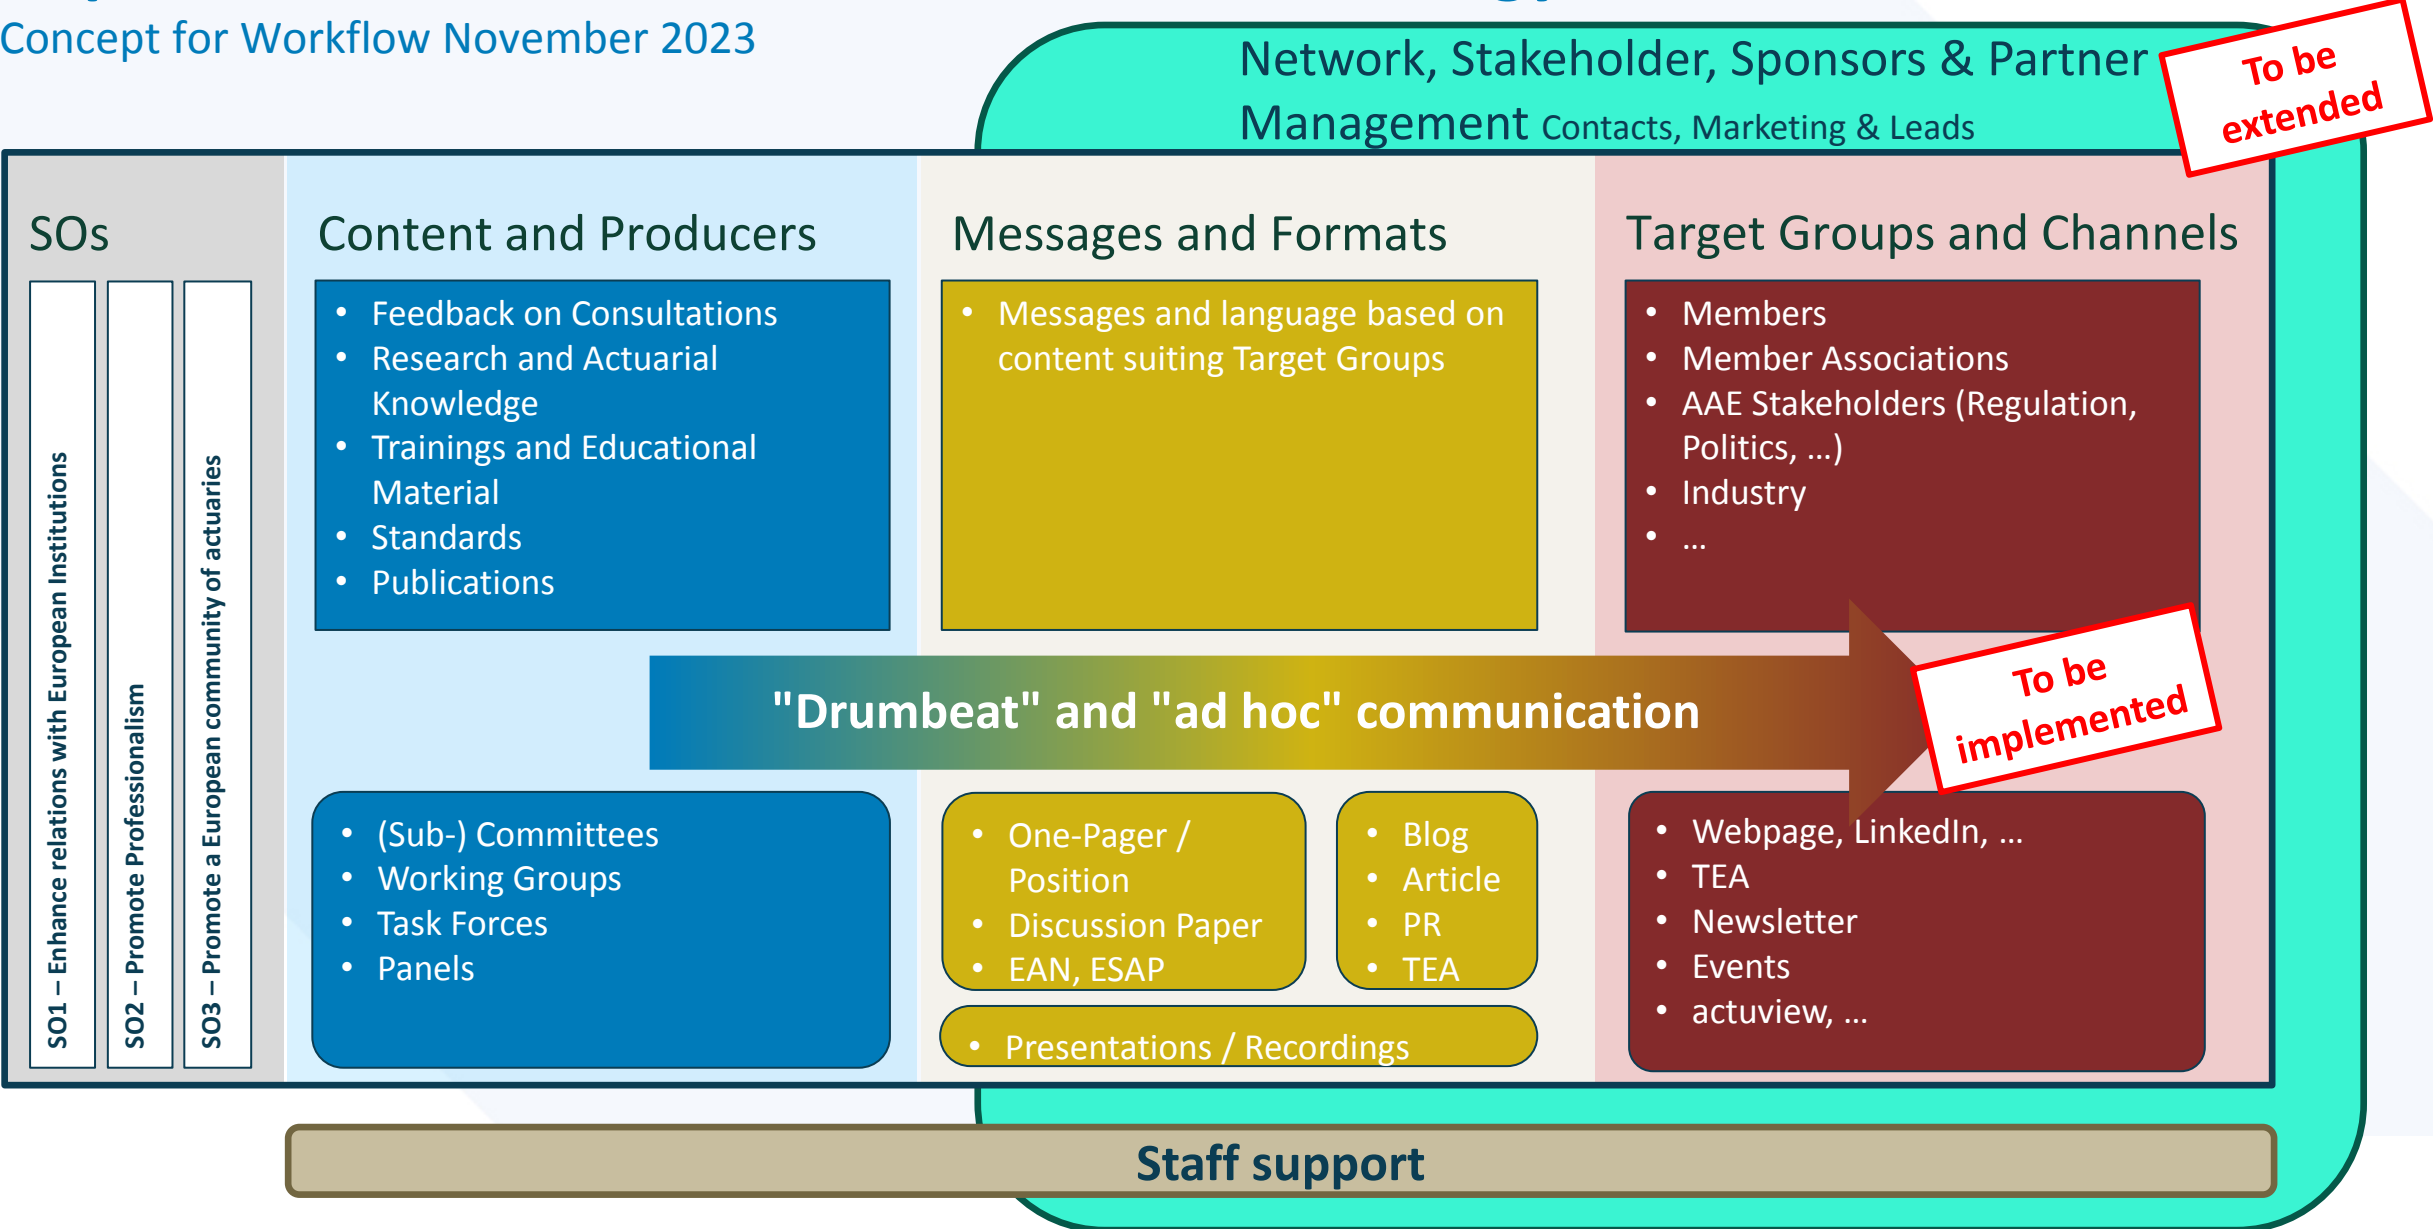 Concept for Workflow November 2023
Network, Stakeholder, Sponsors & Partner
Management Contacts, Marketing & Leads
To be
extended
SOs
SO1 – Enhance relations with European Institutions
SO2 – Promote Professionalism
SO3 – Promote a European community of actuaries
Content and Producers
• Feedback on Consultations
• Research and Actuarial
Knowledge
• Trainings and Educational
Material
• Standards
• Publications
Messages and Formats
• Messages and language based on
content suiting Target Groups
Target Groups and Channels
• Members
• Member Associations
• AAE Stakeholders (Regulation,
Politics, …)
• Industry
• …
"Drumbeat" and "ad hoc" communication
To be
implemented
• (Sub-) Committees
• Working Groups
• Task Forces
• Panels
• One-Pager /
Position
• Discussion Paper
• EAN, ESAP
• Blog
• Article
• PR
• TEA
• Presentations / Recordings
• Webpage, LinkedIn, …
• TEA
• Newsletter
• Events
• actuview, …
Staff support